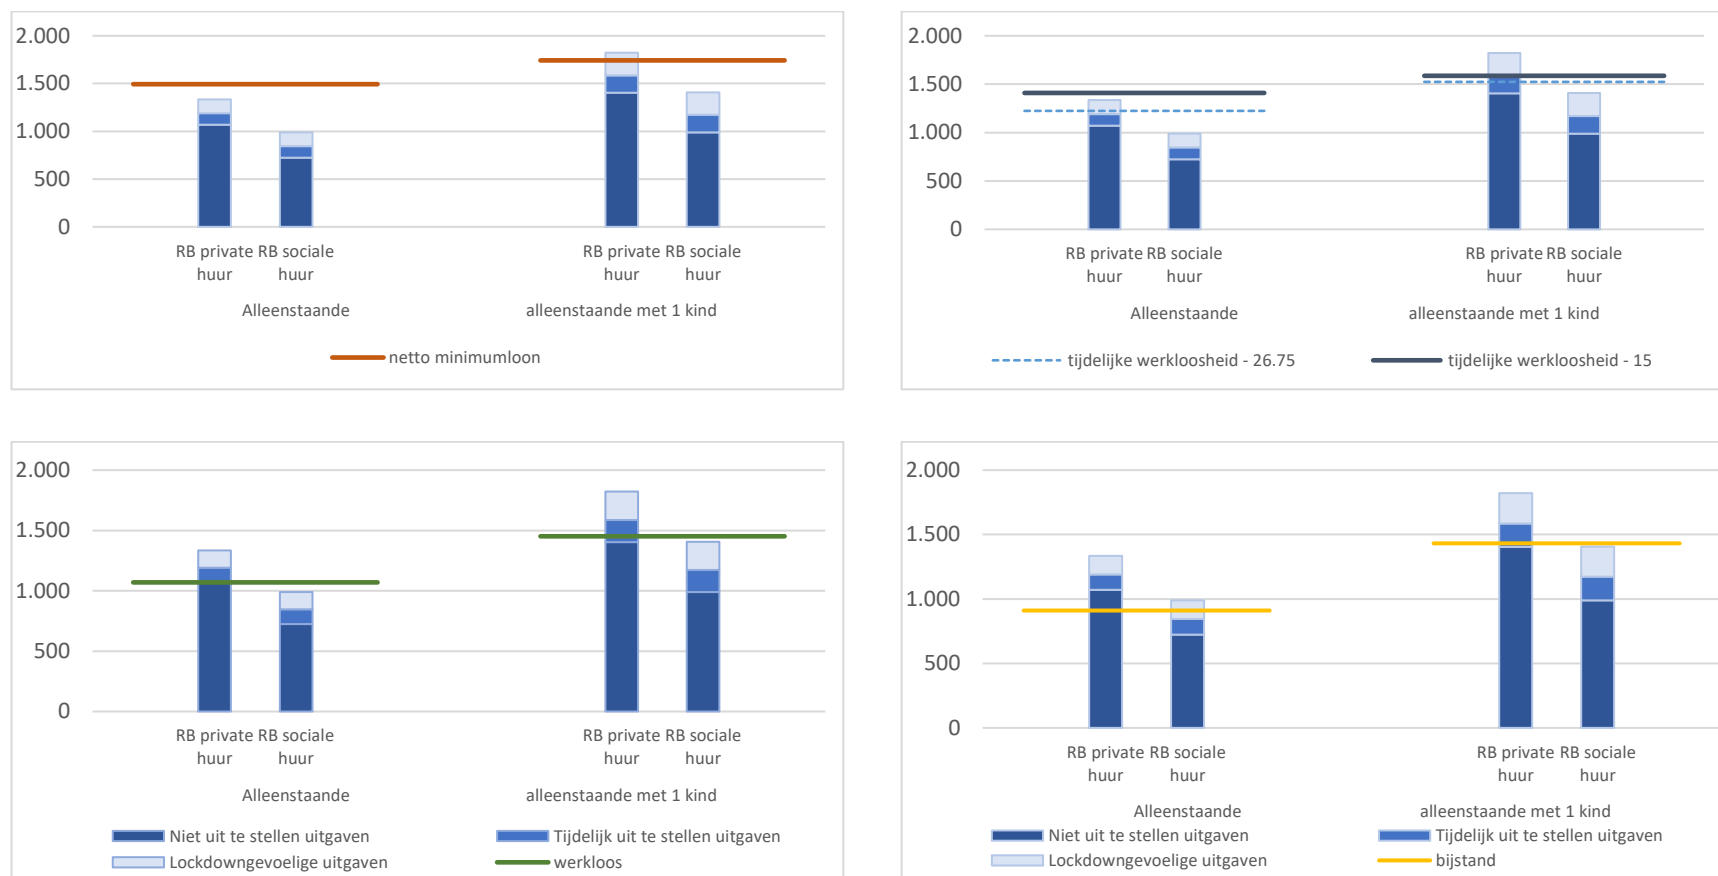 2.000
1.500
1.000
500
0
RB private huur
RB sociale huur
RB private huur
RB sociale huur
Alleenstaande
alleenstaande met 1 kind
netto minimumloon
2.000
1.500
1.000
500
0
RB private huur
RB sociale huur
RB private huur
RB sociale huur
Alleenstaande
alleenstaande met 1 kind
tijdelijke werkloosheid - 26.75
tijdelijke werkloosheid - 15
2.000
1.500
1.000
500
0
RB private huur
RB sociale huur
RB private huur
RB sociale huur
Alleenstaande
alleenstaande met 1 kind
Niet uit te stellen uitgaven
Tijdelijk uit te stellen uitgaven
Lockdowngevoelige uitgaven
werkloos
2.000
1.500
1.000
500
0
RB private huur
RB sociale huur
RB private huur
RB sociale huur
Alleenstaande
alleenstaande met 1 kind
Niet uit te stellen uitgaven
Tijdelijk uit te stellen uitgaven
Lockdowngevoelige uitgaven
bijstand